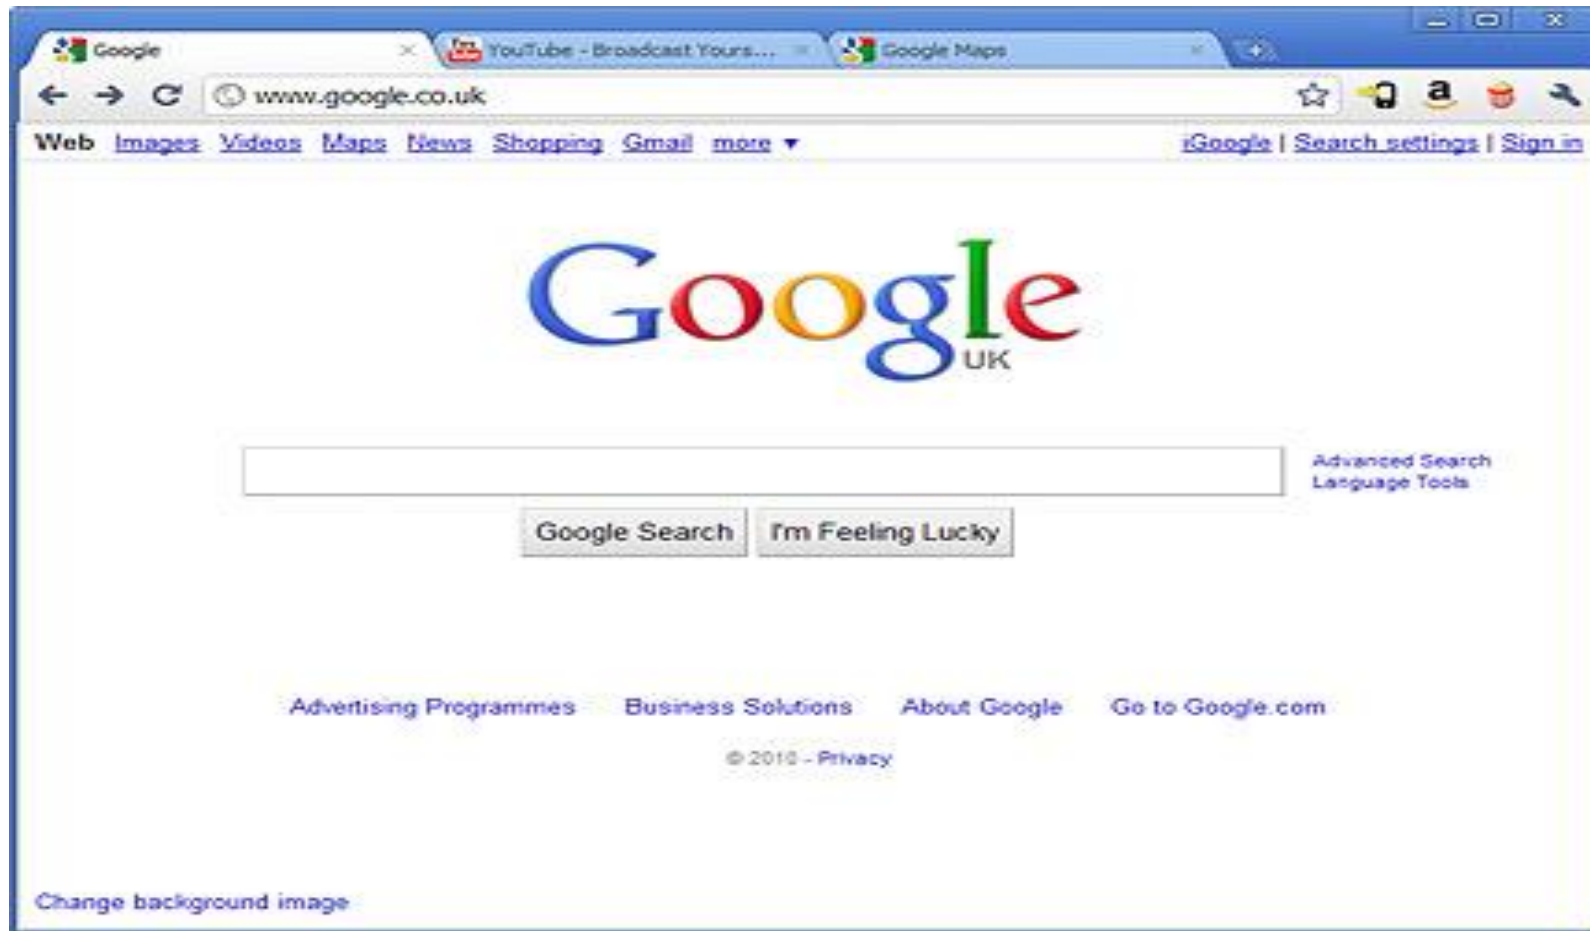 Google YouTube - Broadcast Yours... Google Maps
www.google.co.uk
Web Images Videos Maps News Shopping Gmail more ▼ iGoogle | Search settings | Sign in
Google
UK
Advanced Search
Language Tools
Google Search I'm Feeling Lucky
Advertising Programmes Business Solutions About Google Go to Google.com
© 2010 - Privacy
Change background image